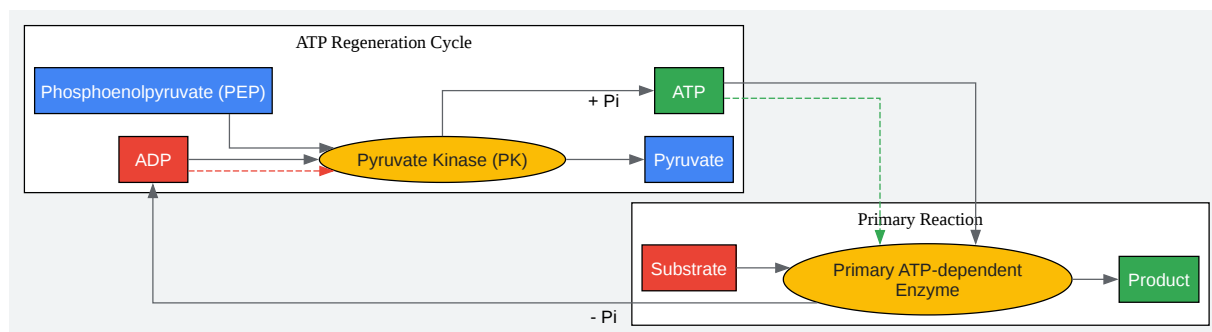 ATP Regeneration Cycle
Phosphoenolpyruvate (PEP)
ATP
+ Pi
ADP
Pyruvate Kinase (PK)
Pyruvate
Primary Reaction
Substrate
Primary ATP-dependent
Enzyme
Product
- Pi